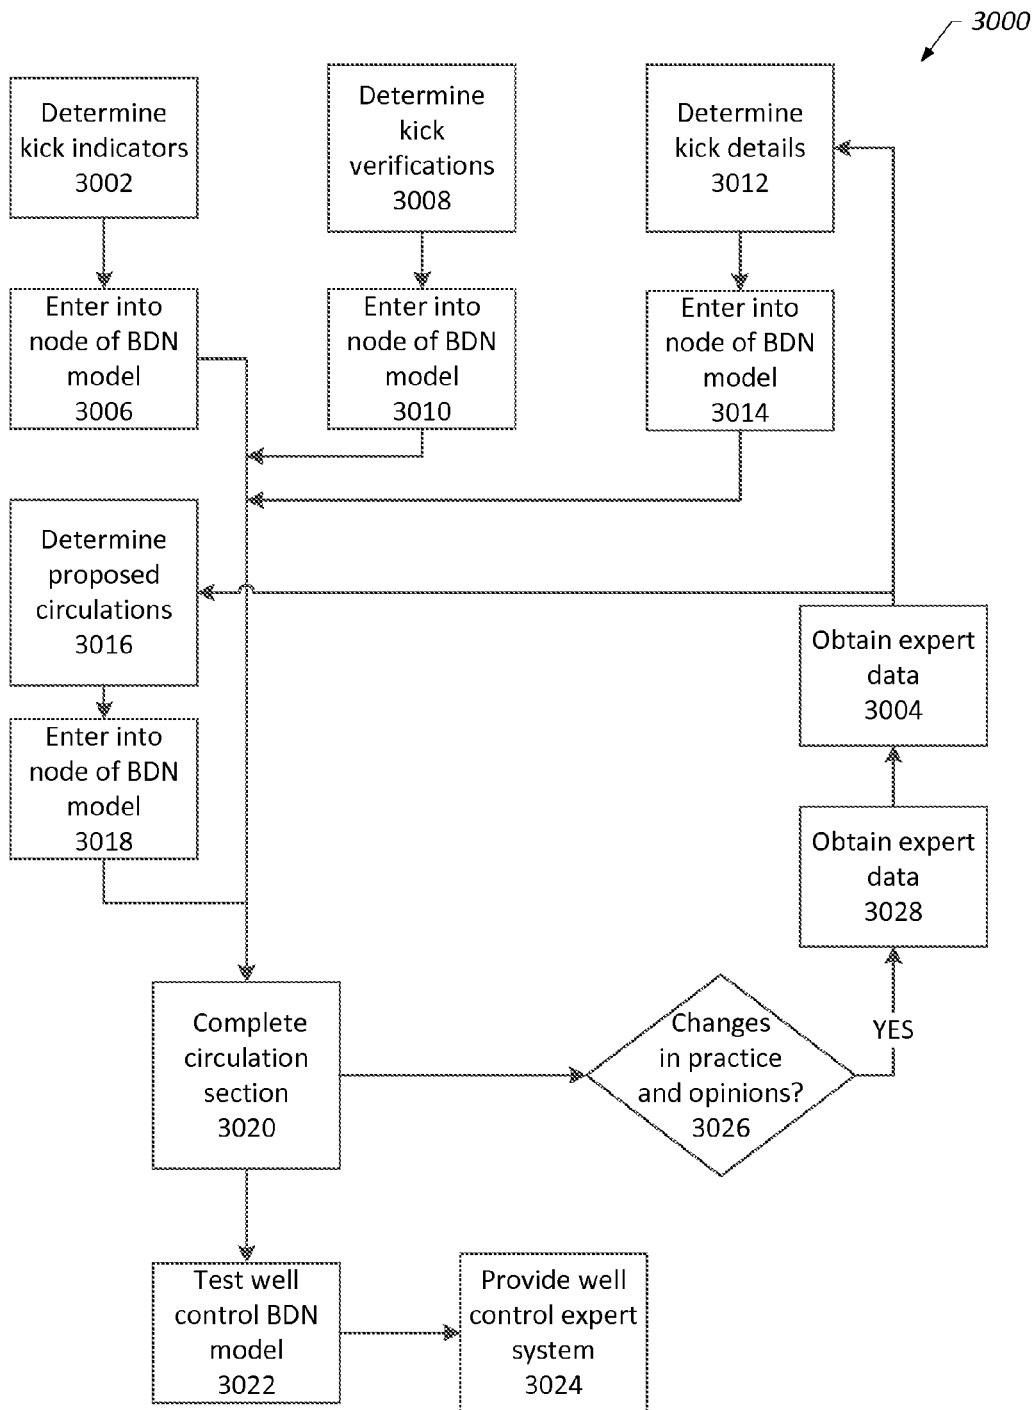 3000
Determine
kick indicators
3002
Determine
kick
verifications
3008
Determine
kick details
3012
Enter into
node of BDN
model
3006
Enter into
node of BDN
model
3010
Enter into
node of BDN
model
3014
Determine
proposed
circulations
3016
Obtain expert
data
3004
Enter into
node of BDN
model
3018
Obtain expert
data
3028
Complete
circulation
section
3020
Changes
in practice
and opinions?
3026
YES
Test well
control BDN
model
3022
Provide well
control expert
system
3024